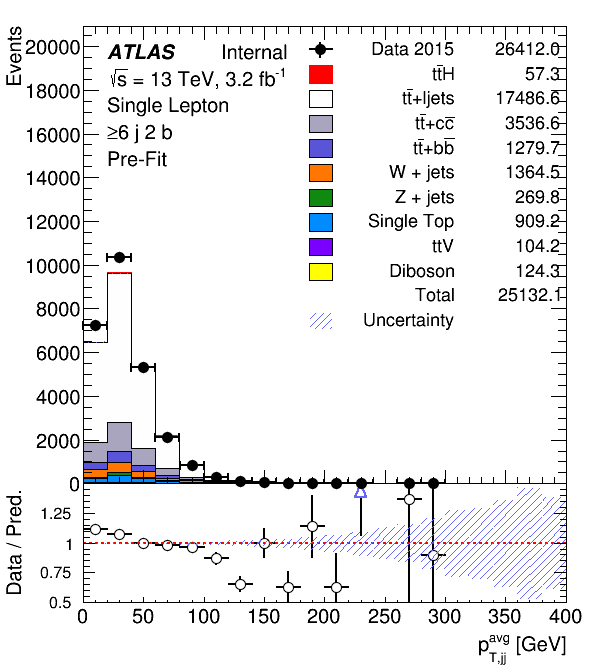 Events
20000
18000
16000
14000
12000
10000
8000
6000
4000
2000
0
ATLAS Internal
√s = 13 TeV, 3.2 fb⁻¹
Single Lepton
≥6 j 2 b
Pre-Fit
Data 2015 26412.0
tt̄H 57.3
tt̄+ljets 17486.6
tt̄+cc̄ 3536.6
tt̄+bb̄ 1279.7
W + jets 1364.5
Z + jets 269.8
Single Top 909.2
ttV 104.2
Diboson 124.3
Total 25132.1
Uncertainty
Data / Pred.
1.25
1
0.75
0.5
0 50 100 150 200 250 300 350 400
p_{T,jj}^{avg} [GeV]